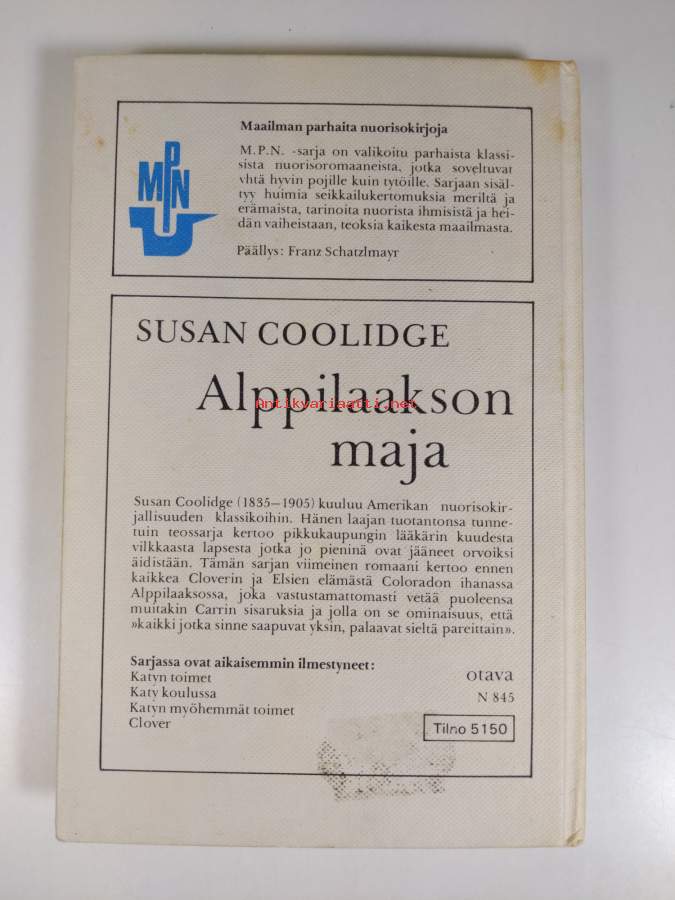 Maailman parhaita nuorisokirjoja
MPN
M.P.N. -sarja on valikoitu parhaista klassi-
sista nuorisoromaaneista, jotka soveltuvat
yhtä hyvin pojille kuin tytöille. Sarjaan sisäl-
tyy huimia seikkailukertomuksia meriltä ja
erämaista, tarinoita nuorista ihmisistä ja hei-
dän vaiheistaan, teoksia kaikesta maailmasta.
Päällys: Franz Schatzlmayr
SUSAN COOLIDGE
Alppilaakson
Antikvariaatti.net
maja
Susan Coolidge (1835–1905) kuuluu Amerikan nuorisokir-
jallisuuden klassikoihin. Hänen laajan tuotantonsa tunne-
tuin teossarja kertoo pikkukaupungin lääkärin kuudesta
vilkkaasta lapsesta jotka jo pieninä ovat jääneet orvoiksi
äidistään. Tämän sarjan viimeinen romaani kertoo ennen
kaikkea Cloverin ja Elsien elämästä Coloradon ihanassa
Alppilaaksossa, joka vastustamattomasti vetää puoleensa
muitakin Carrin sisaruksia ja jolla on se ominaisuus, että
»kaikki jotka sinne saapuvat yksin, palaavat sieltä pareittain».
Sarjassa ovat aikaisemmin ilmestyneet:
Katyn toimet
Katy koulussa
Katyn myöhemmät toimet
Clover
otava
N 845
Tilno 5150